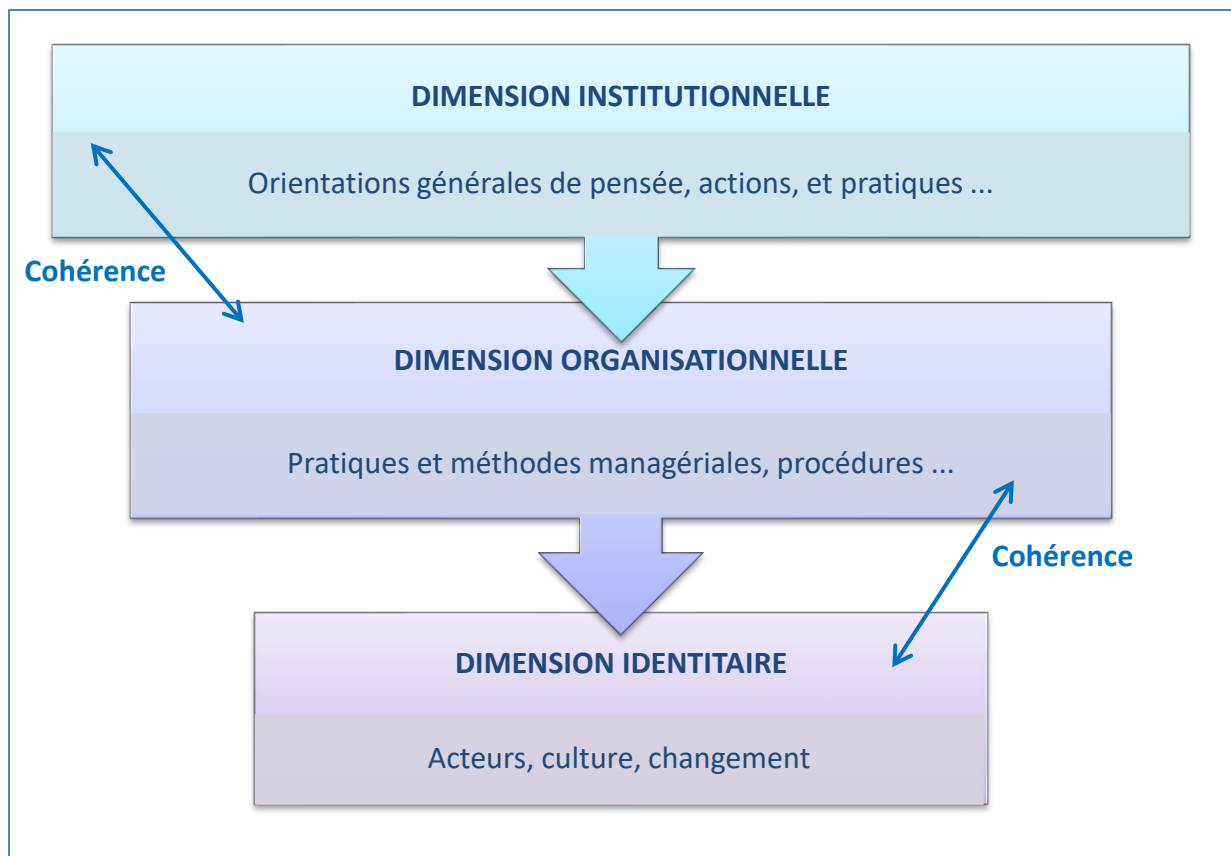 DIMENSION INSTITUTIONNELLE
Orientations générales de pensée, actions, et pratiques ...
Cohérence
DIMENSION ORGANISATIONNELLE
Pratiques et méthodes managériales, procédures ...
Cohérence
DIMENSION IDENTITAIRE
Acteurs, culture, changement